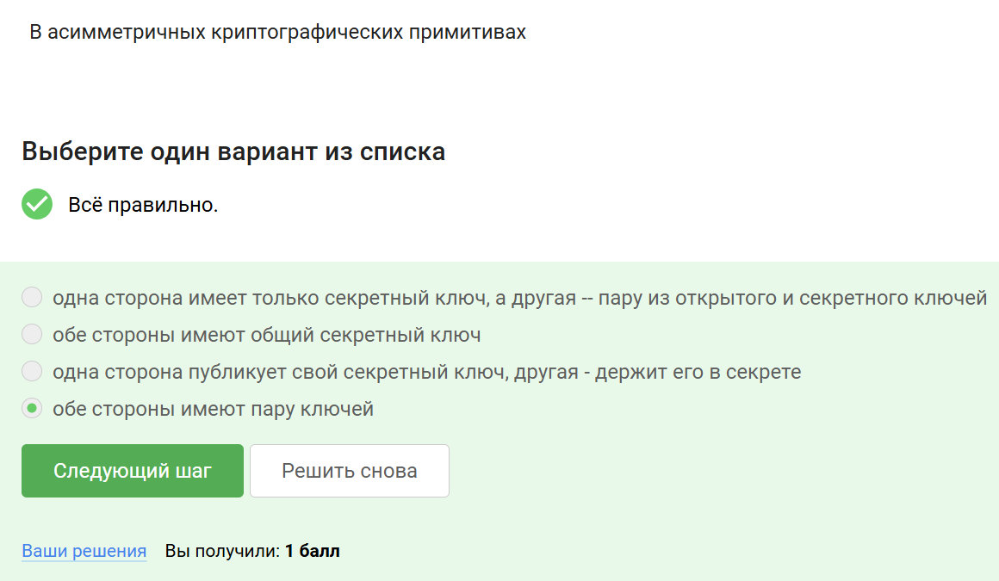 В асимметричных криптографических примитивах
Выберите один вариант из списка
Всё правильно.
одна сторона имеет только секретный ключ, а другая -- пару из открытого и секретного ключей
обе стороны имеют общий секретный ключ
одна сторона публикует свой секретный ключ, другая - держит его в секрете
обе стороны имеют пару ключей
Следующий шаг Решить снова
Ваши решения Вы получили: 1 балл